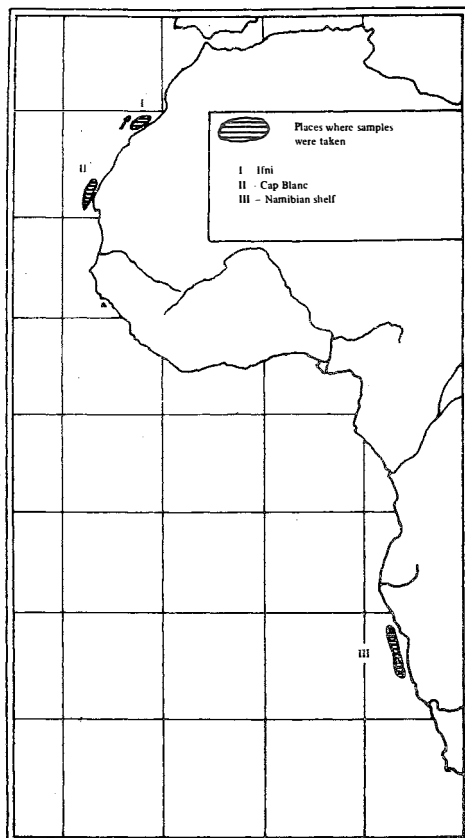 I
II
Places where samples
were taken
I Ifni
II - Cap Blanc
III – Namibian shelf
III